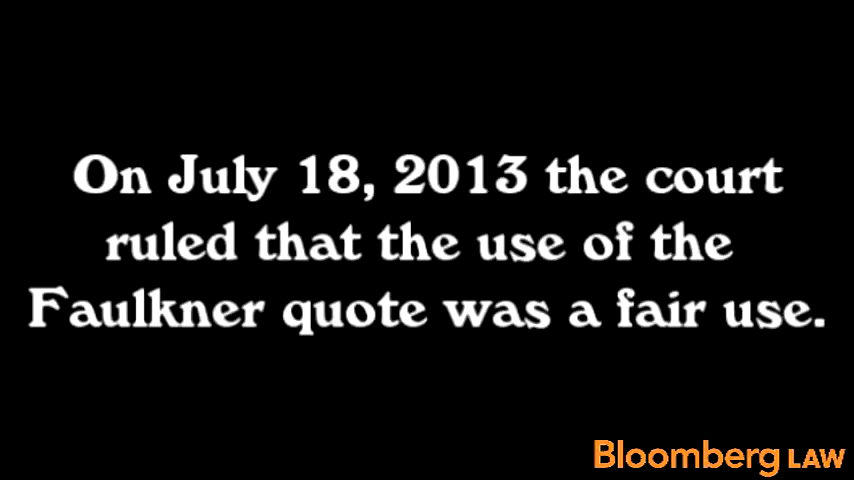 On July 18, 2013 the court
ruled that the use of the
Faulkner quote was a fair use.
Bloomberg LAW